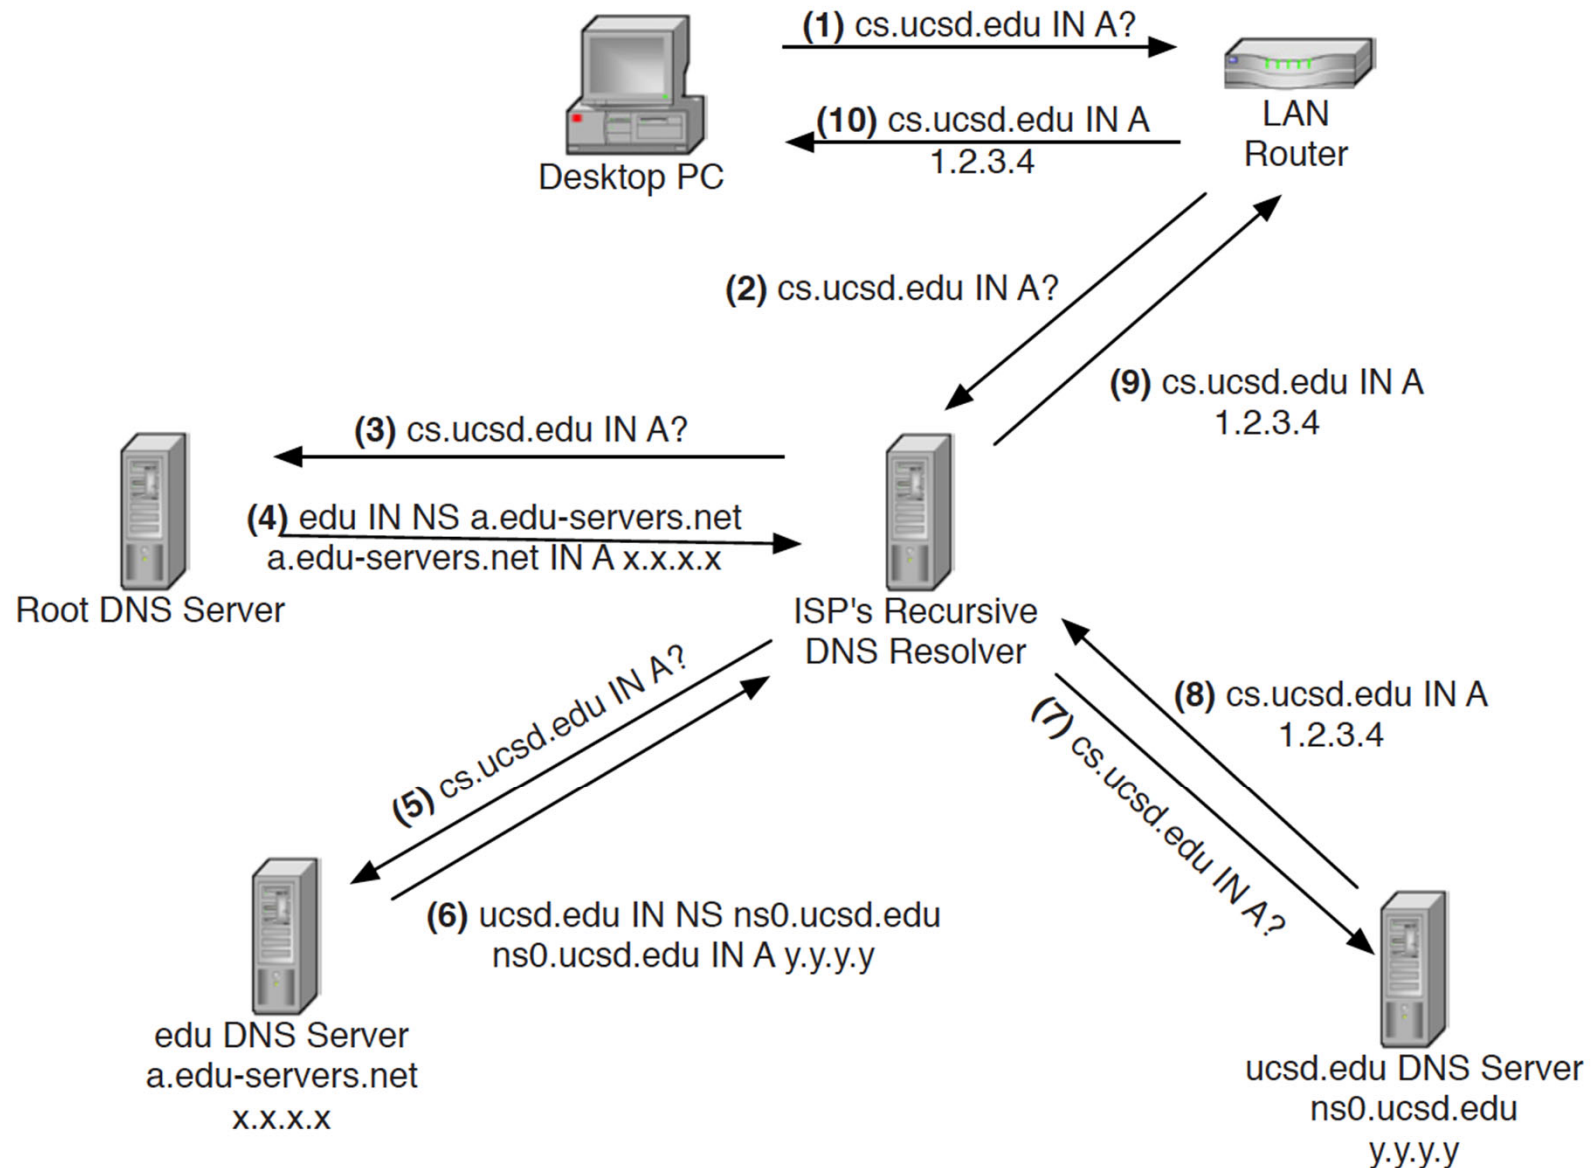 (1) cs.ucsd.edu IN A?
(10) cs.ucsd.edu IN A
1.2.3.4
Desktop PC
LAN
Router
(2) cs.ucsd.edu IN A?
(9) cs.ucsd.edu IN A
1.2.3.4
(3) cs.ucsd.edu IN A?
(4) edu IN NS a.edu-servers.net
a.edu-servers.net IN A x.x.x.x
Root DNS Server
ISP's Recursive
DNS Resolver
(5) cs.ucsd.edu IN A?
(6) ucsd.edu IN NS ns0.ucsd.edu
ns0.ucsd.edu IN A y.y.y.y
(7) cs.ucsd.edu IN A?
(8) cs.ucsd.edu IN A
1.2.3.4
edu DNS Server
a.edu-servers.net
x.x.x.x
ucsd.edu DNS Server
ns0.ucsd.edu
y.y.y.y